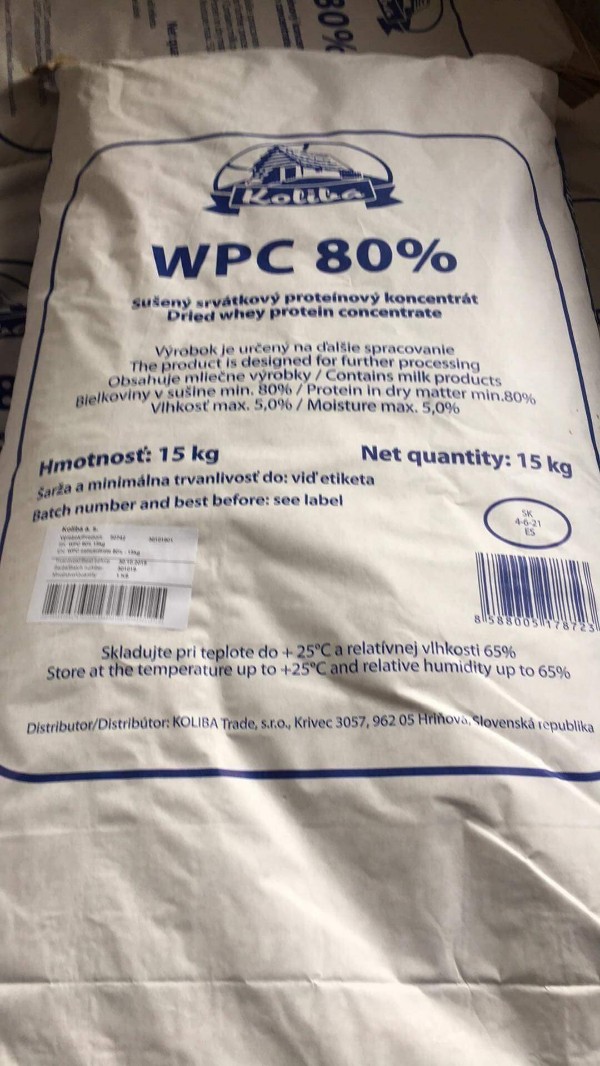 80%
Koliba
WPC 80%
Sušený srvátkový proteínový koncentrát
Dried whey protein concentrate
Výrobok je určený na ďalšie spracovanie
The product is designed for further processing
Obsahuje mliečne výrobky / Contains milk products
Bielkoviny v sušine min. 80% / Protein in dry matter min.80%
Vlhkosť max. 5,0% / Moisture max. 5,0%
Hmotnosť: 15 kg Net quantity: 15 kg
Šarža a minimálna trvanlivosť do: viď etiketa
Batch number and best before: see label
SK
4-6-21
ES
Koliba a. s.
Skladujte pri teplote do + 25°C a relatívnej vlhkosti 65%
Store at the temperature up to +25°C and relative humidity up to 65%
Distributor/Distribútor: KOLIBA Trade, s.r.o., Krivec 3057, 962 05 Hriňová, Slovenská republika